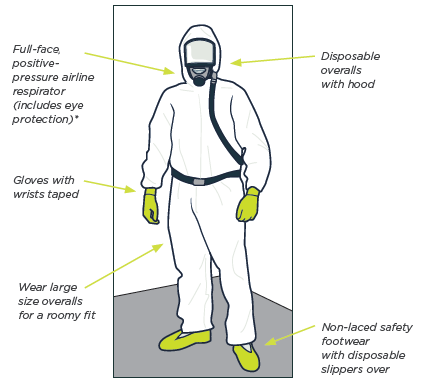 Full-face,
positive-
pressure airline
respirator
(includes eye
protection)*
Disposable
overalls
with hood
Gloves with
wrists taped
Wear large
size overalls
for a roomy fit
Non-laced safety
footwear
with disposable
slippers over